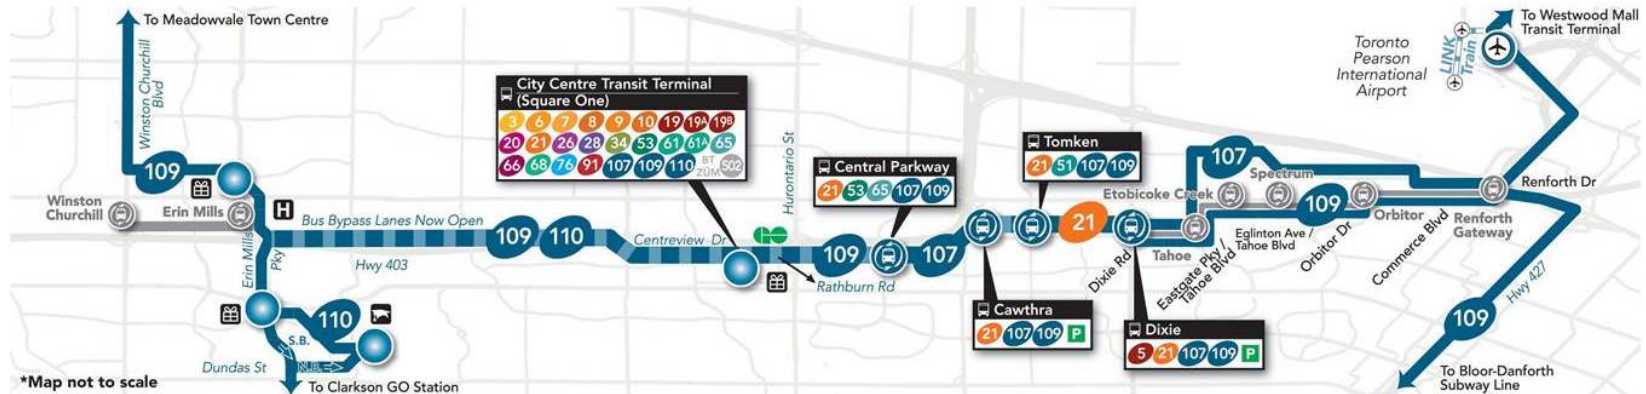 To Meadowvale Town Centre
Winston Churchill
Blvd
109
Winston
Churchill
Erin Mills
H
Bus Bypass Lanes Now Open
109 110
Hwy 403
Erin Mills
Pky
110
S.B.
N.B.
Dundas St
To Clarkson GO Station
*Map not to scale
City Centre Transit Terminal
(Square One)
3 6 7 8 9 10 19 19A 19B
20 21 26 28 34 53 61 61A 65
66 68 76 91 107 109 110 BT ZÜM 502
Centreview Dr
Hurontario St
GO
Rathburn Rd
109
Central Parkway
21 53 65 107 109
107
Cawthra
21 107 109 P
Tomken
21 51 107 109
21
Dixie
5 21 107 109 P
Dixie Rd
Tahoe
Eastgate Pky /
Tahoe Blvd
Etobicoke Creek
107
Spectrum
109
Eglinton Ave /
Tahoe Blvd
Orbitor Dr
Orbitor
Commerce Blvd
Renforth
Gateway
Renforth Dr
Toronto
Pearson
International
Airport
LINK
Train
To Westwood Mall
Transit Terminal
Hwy 427
109
To Bloor-Danforth
Subway Line